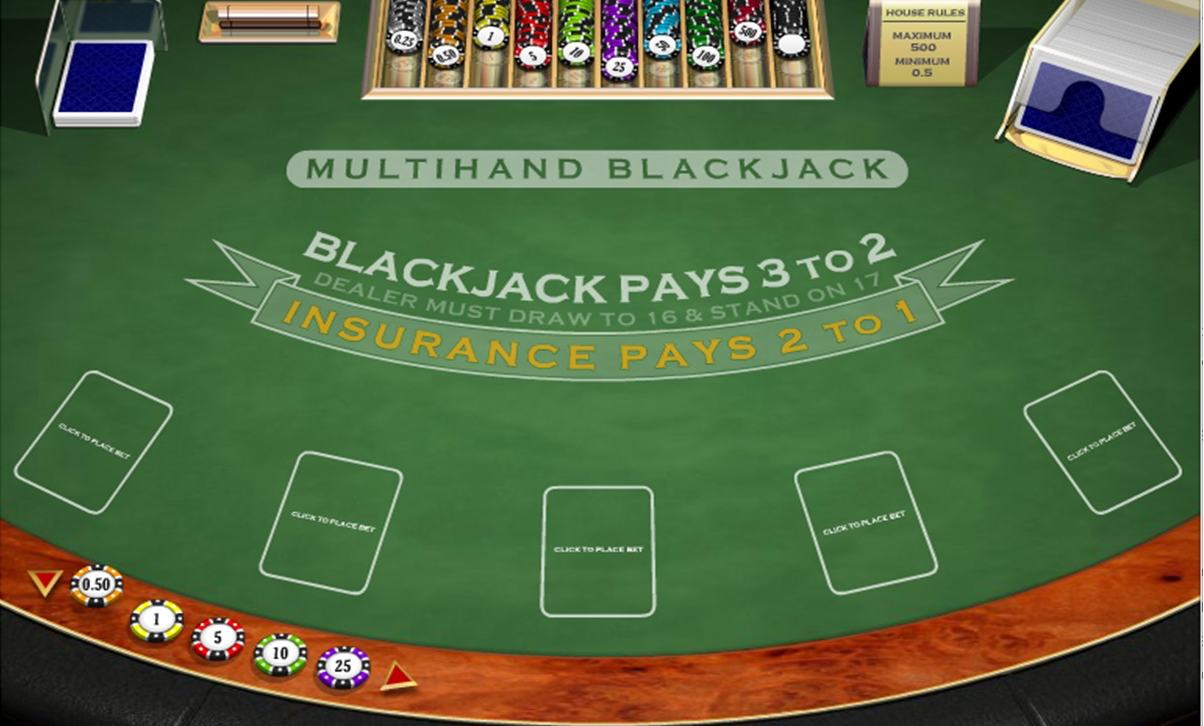 0.25
0.50
1
5
10
25
100
500
HOUSE RULES
MAXIMUM
500
MINIMUM
0.5
MULTIHAND BLACKJACK
BLACKJACK PAYS 3 TO 2
DEALER MUST DRAW TO 16 & STAND ON 17
INSURANCE PAYS 2 TO 1
CLICK TO PLACE BET
CLICK TO PLACE BET
CLICK TO PLACE BET
CLICK TO PLACE BET
CLICK TO PLACE BET
0.50
1
5
10
25